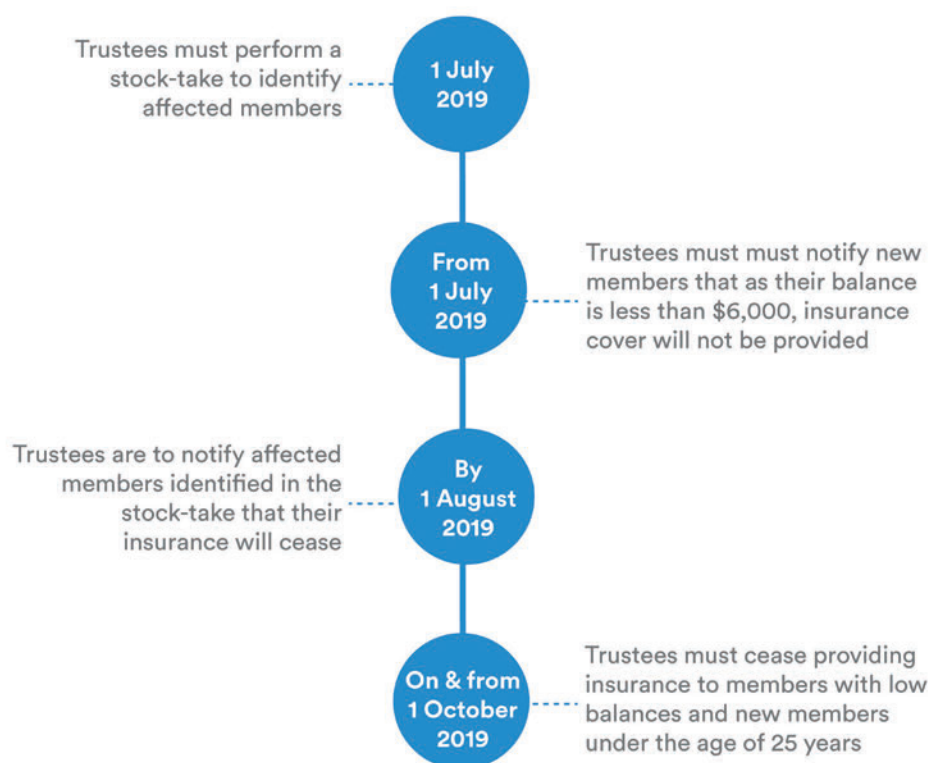 Trustees must perform a
stock-take to identify
affected members
1 July
2019
From
1 July
2019
Trustees must must notify new
members that as their balance
is less than $6,000, insurance
cover will not be provided
Trustees are to notify affected
members identified in the
stock-take that their
insurance will cease
By
1 August
2019
On & from
1 October
2019
Trustees must cease providing
insurance to members with low
balances and new members
under the age of 25 years